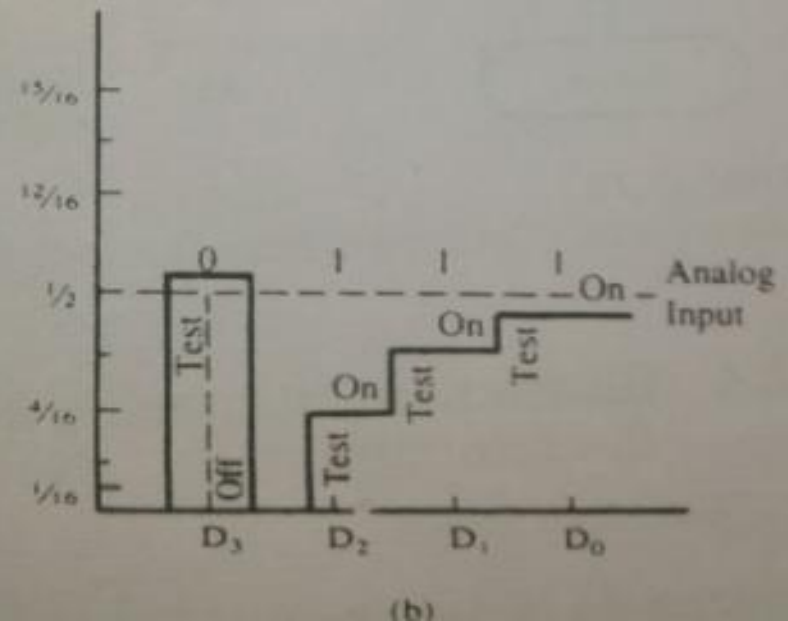 15/16
12/16
0 1 1 1
1/2
On
Analog
Input
Test
On
Test
On
Test
4/16
Test
Off
1/16
D₃ D₂ D₁ D₀
(b)